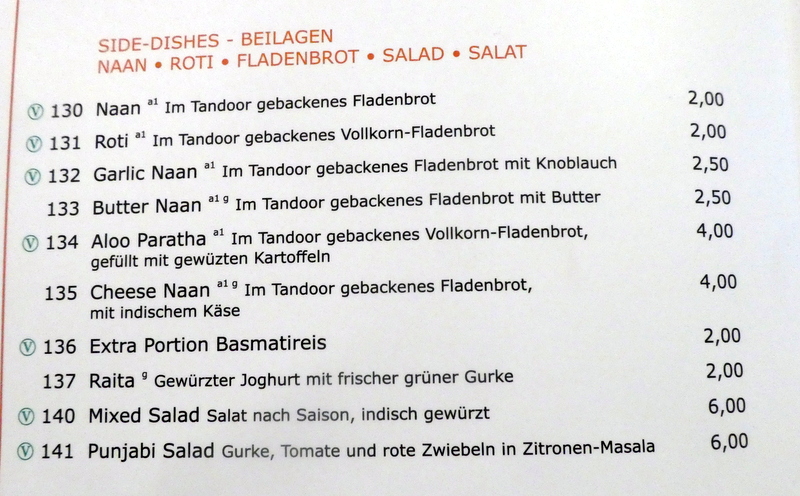 SIDE-DISHES - BEILAGEN
NAAN • ROTI • FLADENBROT • SALAD • SALAT
V 130 Naan a1 Im Tandoor gebackenes Fladenbrot 2,00
V 131 Roti a1 Im Tandoor gebackenes Vollkorn-Fladenbrot 2,00
V 132 Garlic Naan a1 Im Tandoor gebackenes Fladenbrot mit Knoblauch 2,50
133 Butter Naan a1 g Im Tandoor gebackenes Fladenbrot mit Butter 2,50
V 134 Aloo Paratha a1 Im Tandoor gebackenes Vollkorn-Fladenbrot, 4,00
gefüllt mit gewüzten Kartoffeln
135 Cheese Naan a1 g Im Tandoor gebackenes Fladenbrot, 4,00
mit indischem Käse
V 136 Extra Portion Basmatireis 2,00
137 Raita g Gewürzter Joghurt mit frischer grüner Gurke 2,00
V 140 Mixed Salad Salat nach Saison, indisch gewürzt 6,00
V 141 Punjabi Salad Gurke, Tomate und rote Zwiebeln in Zitronen-Masala 6,00